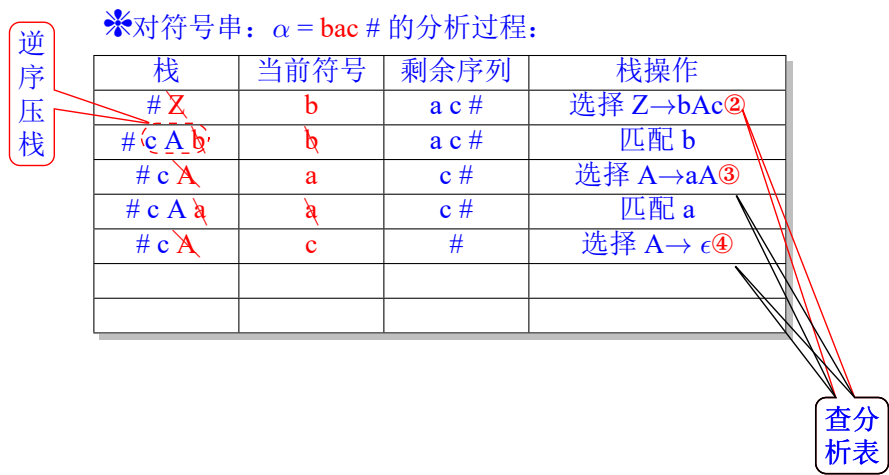 ❉对符号串：α = bac # 的分析过程：
逆
序
压
栈
栈 当前符号 剩余序列 栈操作
# Z b a c # 选择 Z→bAc②
# c A b b a c # 匹配 b
# c A a c # 选择 A→aA③
# c A a a c # 匹配 a
# c A c # 选择 A→ ϵ④
查分
析表